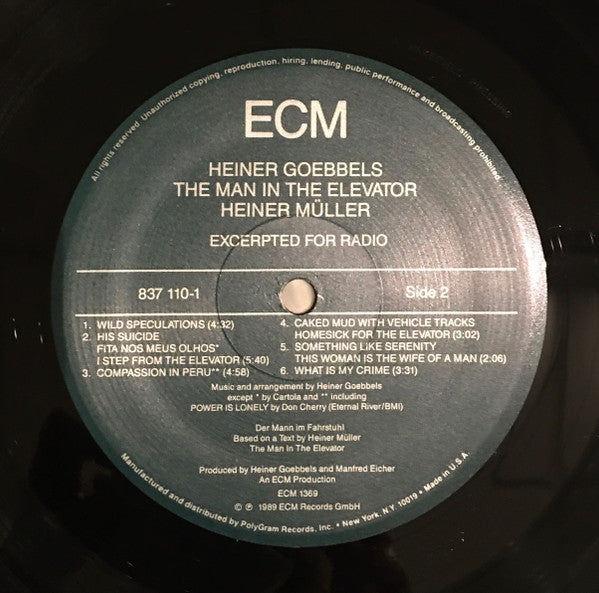 All rights reserved. Unauthorized copying, reproduction, hiring, lending, public performance and broadcasting prohibited.
ECM
HEINER GOEBBELS
THE MAN IN THE ELEVATOR
HEINER MÜLLER
EXCERPTED FOR RADIO
837 110-1
Side 2
1. WILD SPECULATIONS (4:32)
2. HIS SUICIDE
FITA NOS MEUS OLHOS*
I STEP FROM THE ELEVATOR (5:40)
3. COMPASSION IN PERU** (4:58)
4. CAKED MUD WITH VEHICLE TRACKS
HOMESICK FOR THE ELEVATOR (3:02)
5. SOMETHING LIKE SERENITY
THIS WOMAN IS THE WIFE OF A MAN (2:06)
6. WHAT IS MY CRIME (3:31)
Music and arrangement by Heiner Goebbels
except * by Cartola and ** including
POWER IS LONELY by Don Cherry (Eternal River/BMI)
Der Mann im Fahrstuhl
Based on a Text by Heiner Müller
The Man In The Elevator
Produced by Heiner Goebbels and Manfred Eicher
An ECM Production
ECM 1369
© ℗ 1989 ECM Records GmbH
Manufactured and distributed by PolyGram Records, Inc. • New York, N.Y. 10019 • Made in U.S.A.